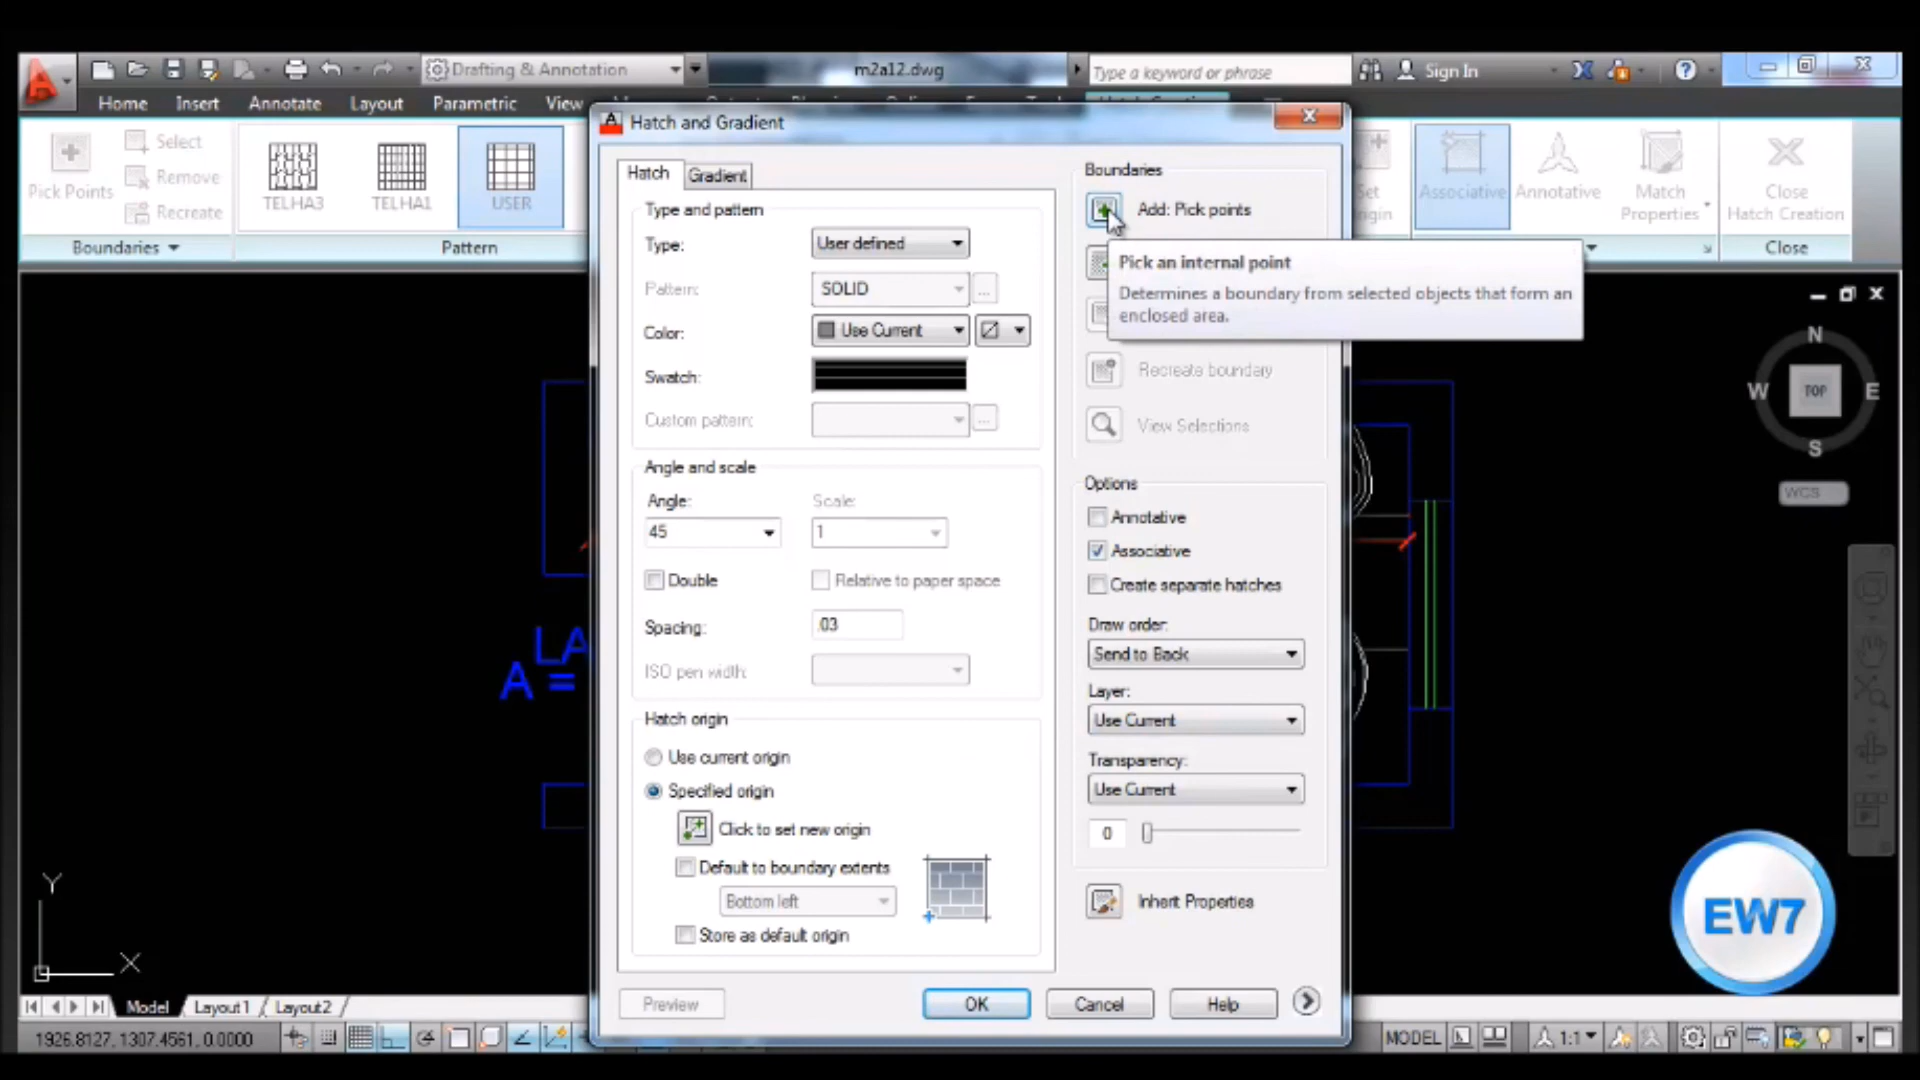 Drafting & Annotation
m2a12.dwg
Type a keyword or phrase
Sign In
Home
Insert
Annotate
Layout
Parametric
View
Hatch and Gradient
Pick Points
Select
Remove
Recreate
Boundaries
TELHA3
TELHA1
USER
Pattern
Set
Origin
Associative
Annotative
Match
Properties
Close
Hatch Creation
Close
Hatch
Gradient
Type and pattern
Type:
User defined
Pattern:
SOLID
...
Color:
Use Current
Swatch:
Custom pattern:
...
Angle and scale
Angle:
Scale:
45
1
Double
Relative to paper space
Spacing:
.03
ISO pen width:
Hatch origin
Use current origin
Specified origin
Click to set new origin
Default to boundary extents
Bottom left
Store as default origin
Boundaries
Add: Pick points
Pick an internal point
Determines a boundary from selected objects that form an
enclosed area.
Recreate boundary
View Selections
Options
Annotative
Associative
Create separate hatches
Draw order:
Send to Back
Layer:
Use Current
Transparency:
Use Current
0
Inherit Properties
Preview
OK
Cancel
Help
N
W
TOP
E
S
WCS
LA
A =
Y
X
EW7
Model
Layout1
Layout2
1926.8127, 1307.4561, 0.0000
MODEL
1:1